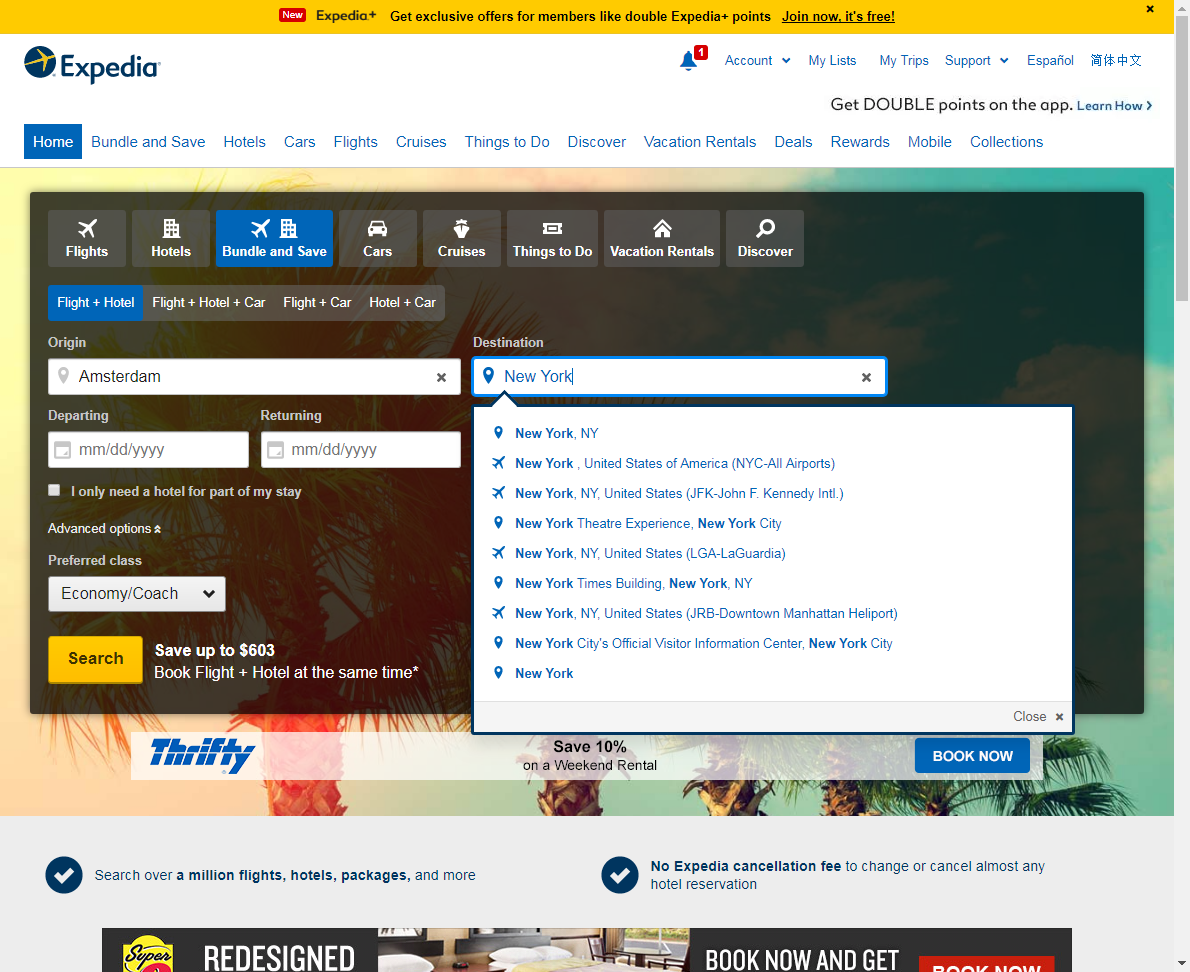 New Expedia+ Get exclusive offers for members like double Expedia+ points Join now, it's free!
Expedia
1 Account My Lists My Trips Support Español 简体中文
Get DOUBLE points on the app. Learn How
Home Bundle and Save Hotels Cars Flights Cruises Things to Do Discover Vacation Rentals Deals Rewards Mobile Collections
Flights Hotels Bundle and Save Cars Cruises Things to Do Vacation Rentals Discover
Flight + Hotel Flight + Hotel + Car Flight + Car Hotel + Car
Origin Destination
Amsterdam New York
Departing Returning
mm/dd/yyyy mm/dd/yyyy
I only need a hotel for part of my stay
Advanced options
Preferred class
Economy/Coach
Search
Save up to $603
Book Flight + Hotel at the same time*
New York, NY
New York , United States of America (NYC-All Airports)
New York, NY, United States (JFK-John F. Kennedy Intl.)
New York Theatre Experience, New York City
New York, NY, United States (LGA-LaGuardia)
New York Times Building, New York, NY
New York, NY, United States (JRB-Downtown Manhattan Heliport)
New York City's Official Visitor Information Center, New York City
New York
Close
Thrifty
Save 10%
on a Weekend Rental
BOOK NOW
Search over a million flights, hotels, packages, and more
No Expedia cancellation fee to change or cancel almost any
hotel reservation
Super
REDESIGNED
BOOK NOW AND GET
BOOK NOW